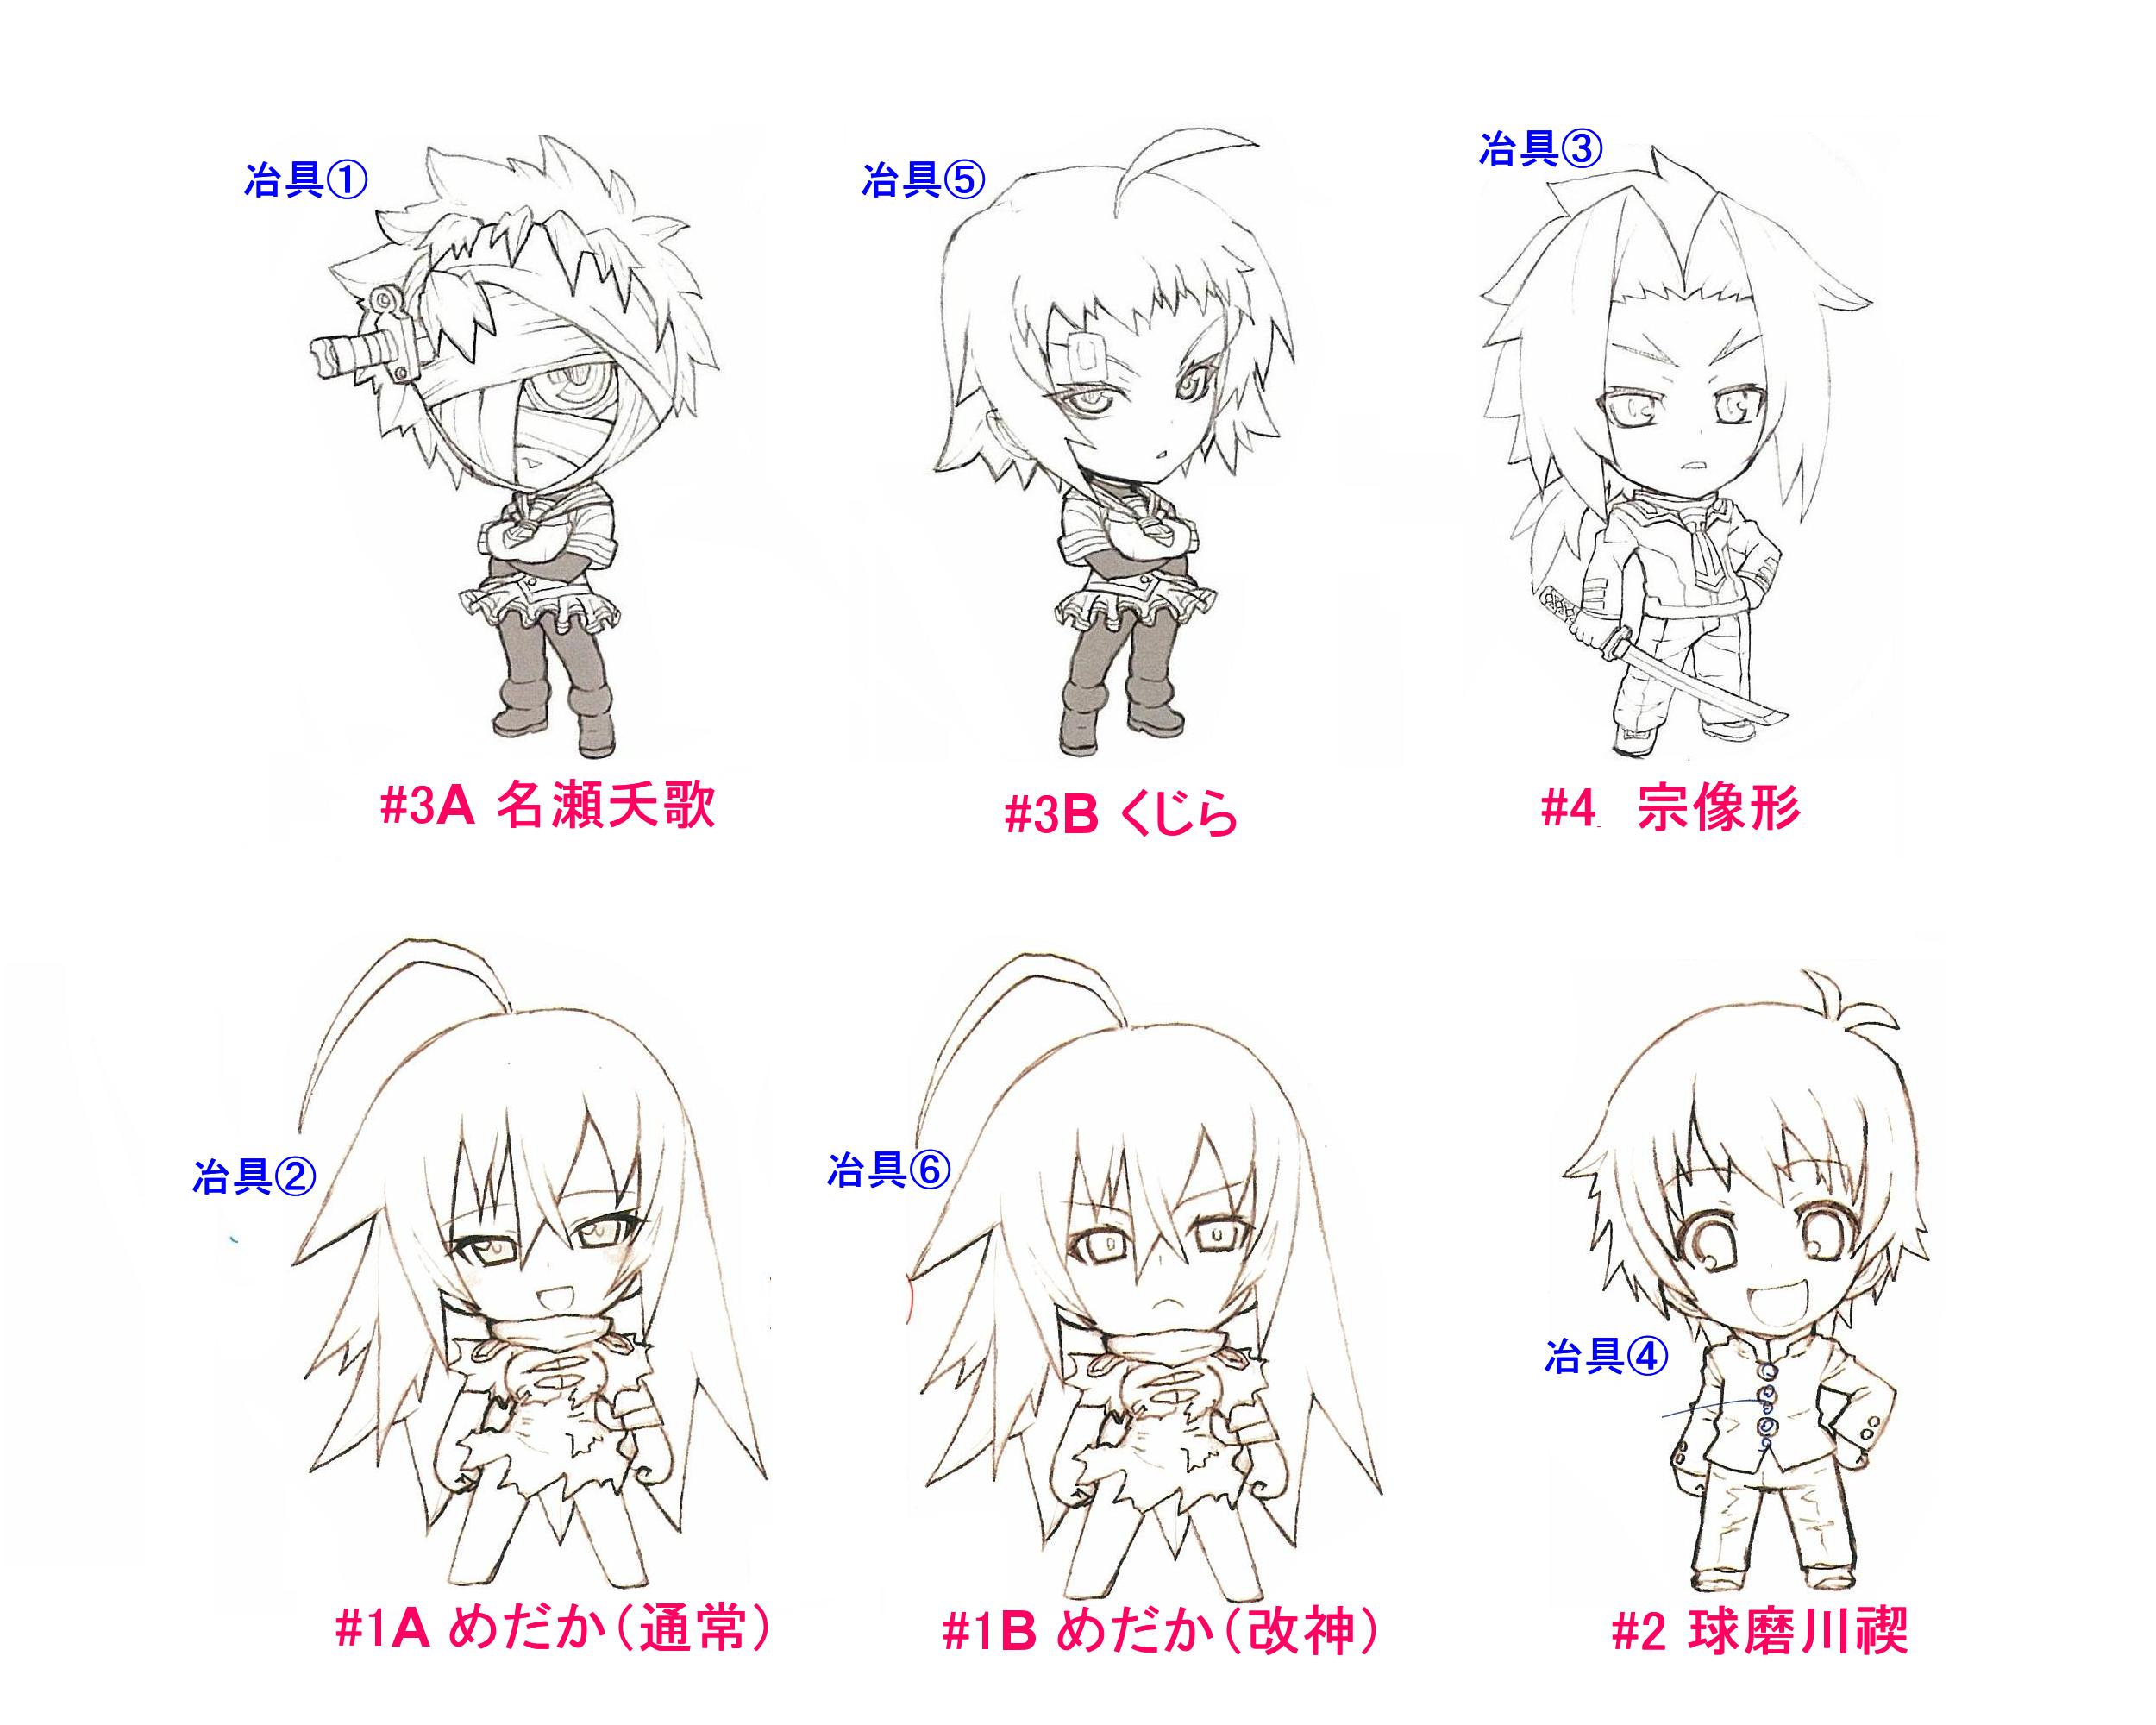 冶具①
冶具⑤
冶具③
#3A 名瀬夭歌
#3B くじら
#4 宗像形
冶具②
冶具⑥
冶具④
#1A めだか（通常）
#1B めだか（改神）
#2 球磨川禊